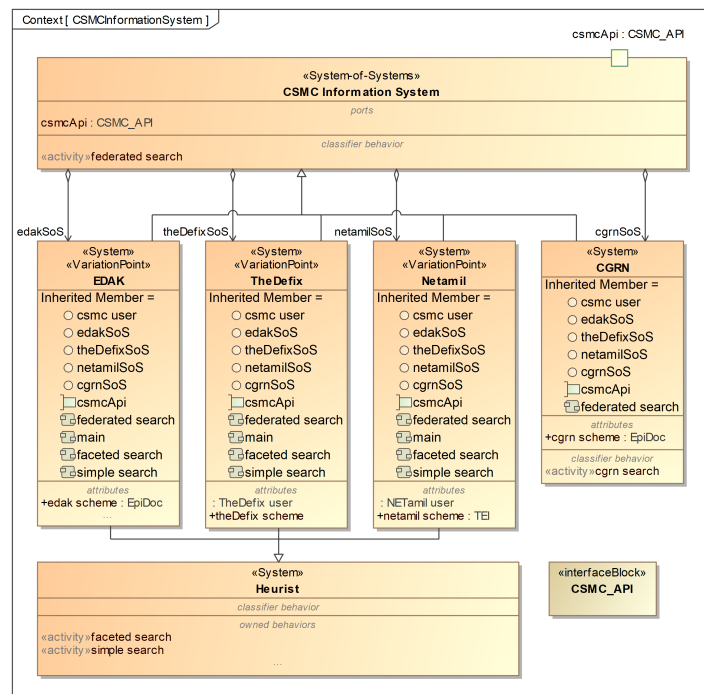 Context [ CSMCInformationSystem]
csmcApi : CSMC_API
«System-of-Systems»
CSMC Information System
ports
csmcApi : CSMC_API
classifier behavior
«activity»federated search
edakSoS
theDefixSoS
netamilSoS
cgrnSoS
«System»
«VariationPoint»
EDAK
Inherited Member =
csmc user
edakSoS
theDefixSoS
netamilSoS
cgrnSoS
csmcApi
federated search
main
faceted search
simple search
attributes
+edak scheme : EpiDoc
...
«System»
«VariationPoint»
TheDefix
Inherited Member =
csmc user
edakSoS
theDefixSoS
netamilSoS
cgrnSoS
csmcApi
federated search
main
faceted search
simple search
attributes
: TheDefix user
+theDefix scheme
«System»
«VariationPoint»
Netamil
Inherited Member =
csmc user
edakSoS
theDefixSoS
netamilSoS
cgrnSoS
csmcApi
federated search
main
faceted search
simple search
attributes
: NETamil user
+netamil scheme : TEI
«System»
CGRN
Inherited Member =
csmc user
edakSoS
theDefixSoS
netamilSoS
cgrnSoS
csmcApi
federated search
attributes
+cgrn scheme : EpiDoc
classifier behavior
«activity»cgrn search
«System»
Heurist
classifier behavior
owned behaviors
«activity»faceted search
«activity»simple search
...
«interfaceBlock»
CSMC_API